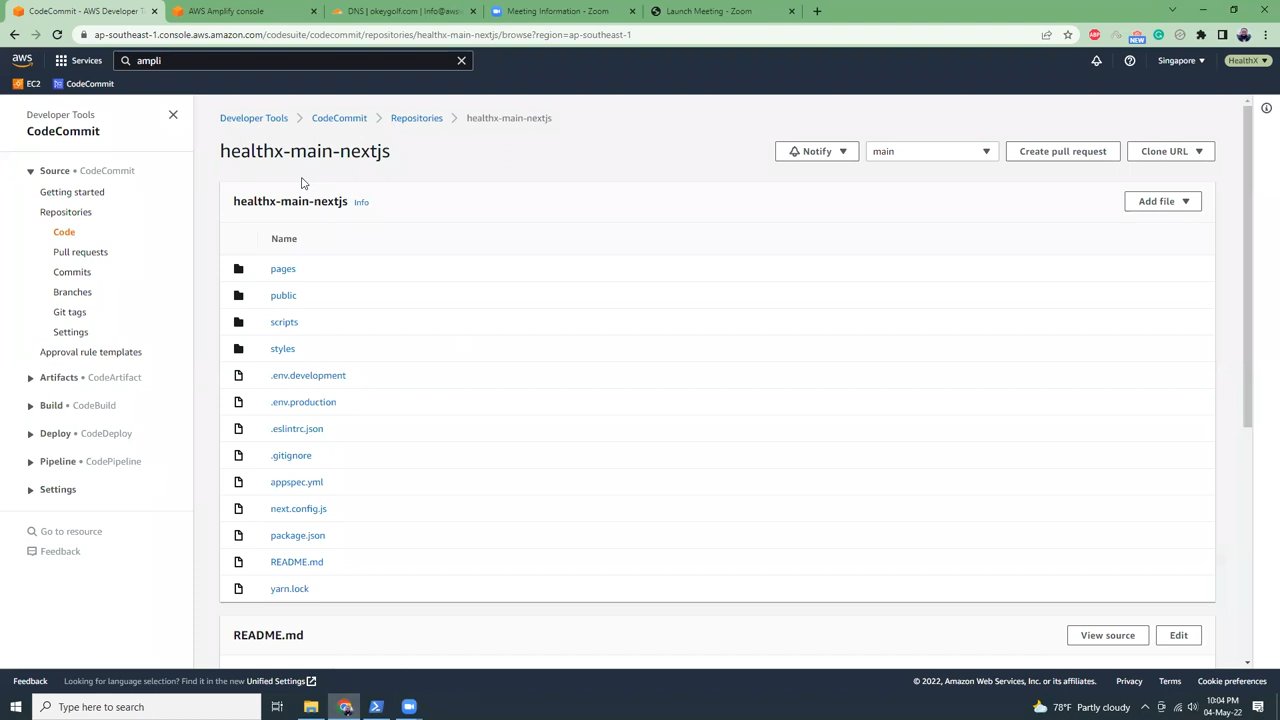 CodeCommit - AWS Developer T
AWS Amplify console
DNS | okeygolf.com | Info@aws-
Meeting Information - Zoom
Launch Meeting - Zoom
ap-southeast-1.console.aws.amazon.com/codesuite/codecommit/repositories/healthx-main-nextjs/browse?region=ap-southeast-1
ABP
NEW
aws
Services
ampli
Singapore
HealthX
EC2
CodeCommit
Developer Tools
CodeCommit
Source • CodeCommit
Getting started
Repositories
Code
Pull requests
Commits
Branches
Git tags
Settings
Approval rule templates
Artifacts • CodeArtifact
Build • CodeBuild
Deploy • CodeDeploy
Pipeline • CodePipeline
Settings
Go to resource
Feedback
Developer Tools > CodeCommit > Repositories > healthx-main-nextjs
healthx-main-nextjs
Notify
main
Create pull request
Clone URL
healthx-main-nextjs Info
Add file
Name
pages
public
scripts
styles
.env.development
.env.production
.eslintrc.json
.gitignore
appspec.yml
next.config.js
package.json
README.md
yarn.lock
README.md
View source
Edit
Feedback
Looking for language selection? Find it in the new Unified Settings
© 2022, Amazon Web Services, Inc. or its affiliates.
Privacy
Terms
Cookie preferences
Type here to search
78°F Partly cloudy
10:04 PM
04-May-22